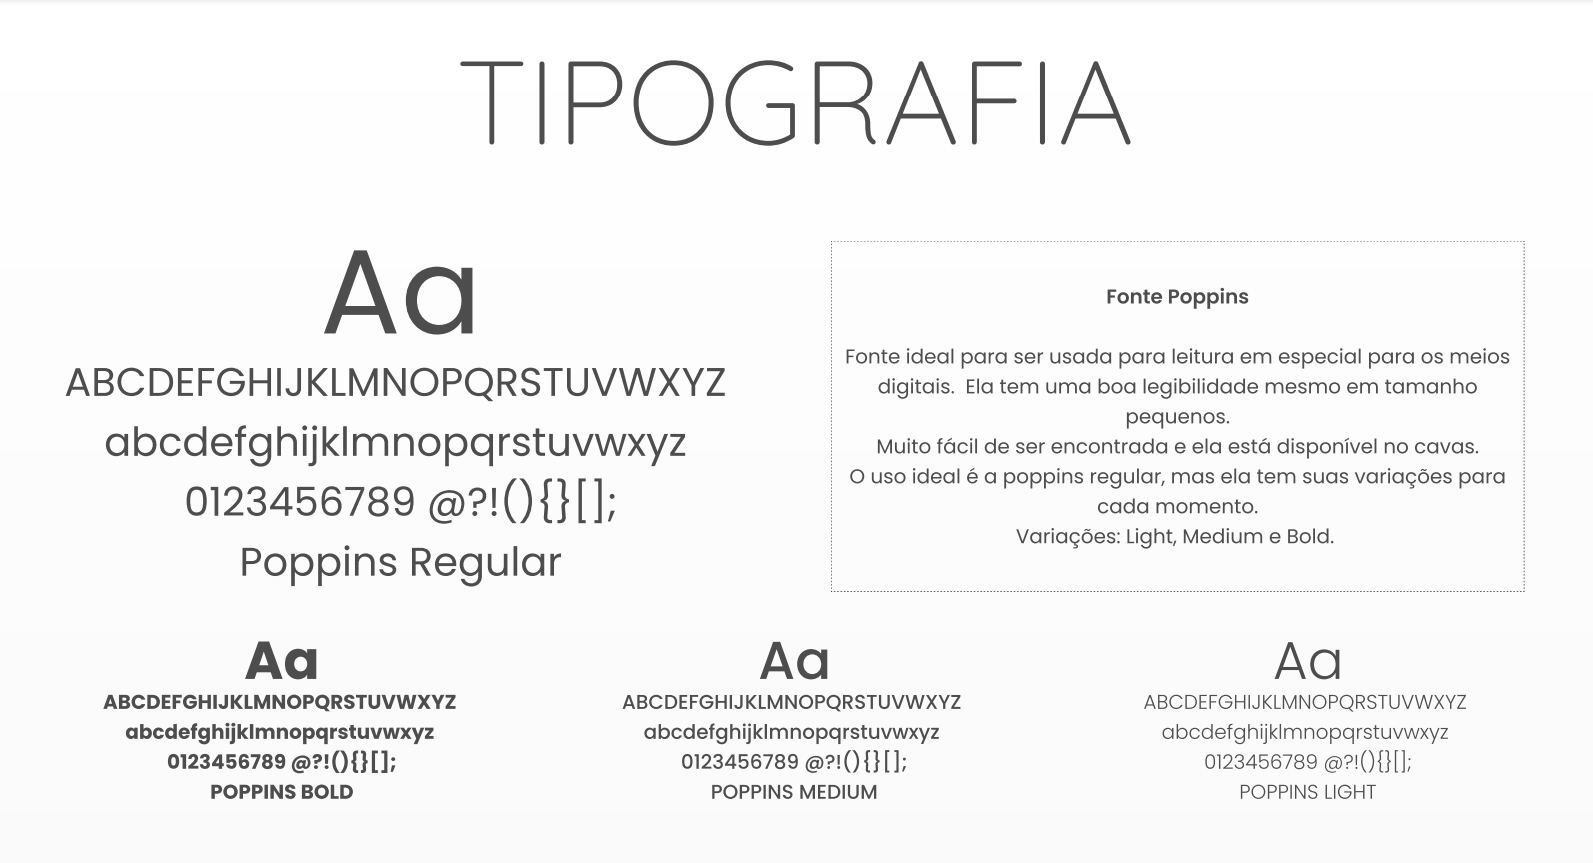 TIPOGRAFIA
Aa
ABCDEFGHIJKLMNOPQRSTUVWXYZ
abcdefghijklmnopqrstuvwxyz
0123456789 @?!(){}[];
Poppins Regular
Fonte Poppins
Fonte ideal para ser usada para leitura em especial para os meios
digitais.  Ela tem uma boa legibilidade mesmo em tamanho
pequenos.
Muito fácil de ser encontrada e ela está disponível no cavas.
O uso ideal é a poppins regular, mas ela tem suas variações para
cada momento.
Variações: Light, Medium e Bold.
Aa
ABCDEFGHIJKLMNOPQRSTUVWXYZ
abcdefghijklmnopqrstuvwxyz
0123456789 @?!(){}[];
POPPINS BOLD
Aa
ABCDEFGHIJKLMNOPQRSTUVWXYZ
abcdefghijklmnopqrstuvwxyz
0123456789 @?!(){}[];
POPPINS MEDIUM
Aa
ABCDEFGHIJKLMNOPQRSTUVWXYZ
abcdefghijklmnopqrstuvwxyz
0123456789 @?!(){}[];
POPPINS LIGHT